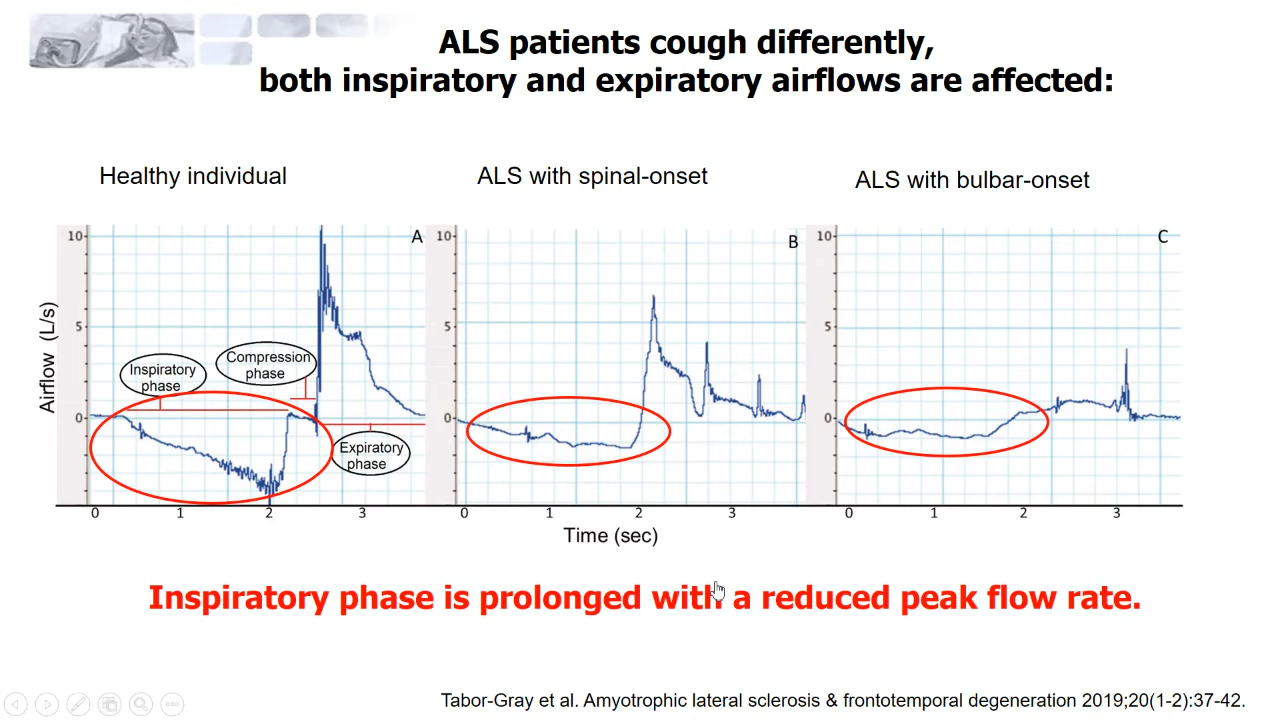 ALS patients cough differently,
both inspiratory and expiratory airflows are affected:
Healthy individual
ALS with spinal-onset
ALS with bulbar-onset
A
B
C
10
5
0
10
5
0
10
5
0
Airflow (L/s)
Inspiratory
phase
Compression
phase
Expiratory
phase
0 1 2 3
0 1 2 3
0 1 2 3
Time (sec)
Inspiratory phase is prolonged with a reduced peak flow rate.
Tabor-Gray et al. Amyotrophic lateral sclerosis & frontotemporal degeneration 2019;20(1-2):37-42.